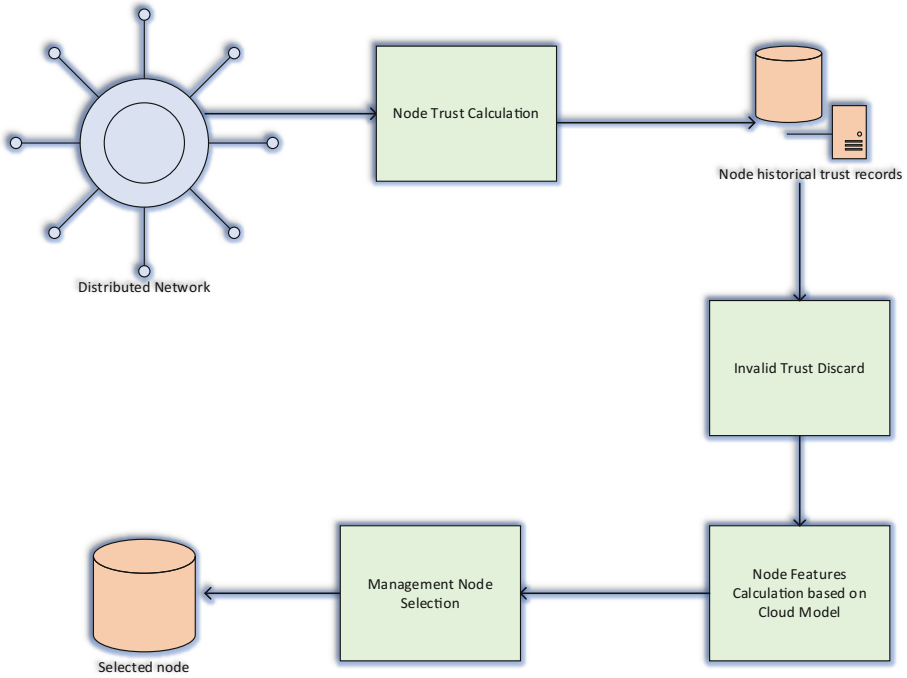 Node Trust Calculation
Node historical trust records
Distributed Network
Invalid Trust Discard
Node Features
Calculation based on
Cloud Model
Management Node
Selection
Selected node